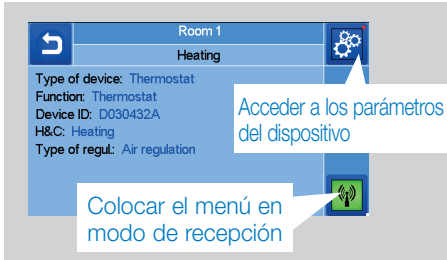 Room 1
Heating
Type of device: Thermostat
Function: Thermostat
Device ID: D030432A
H&C: Heating
Type of regul.: Air regulation
Acceder a los parámetros
del dispositivo
Colocar el menú en
modo de recepción